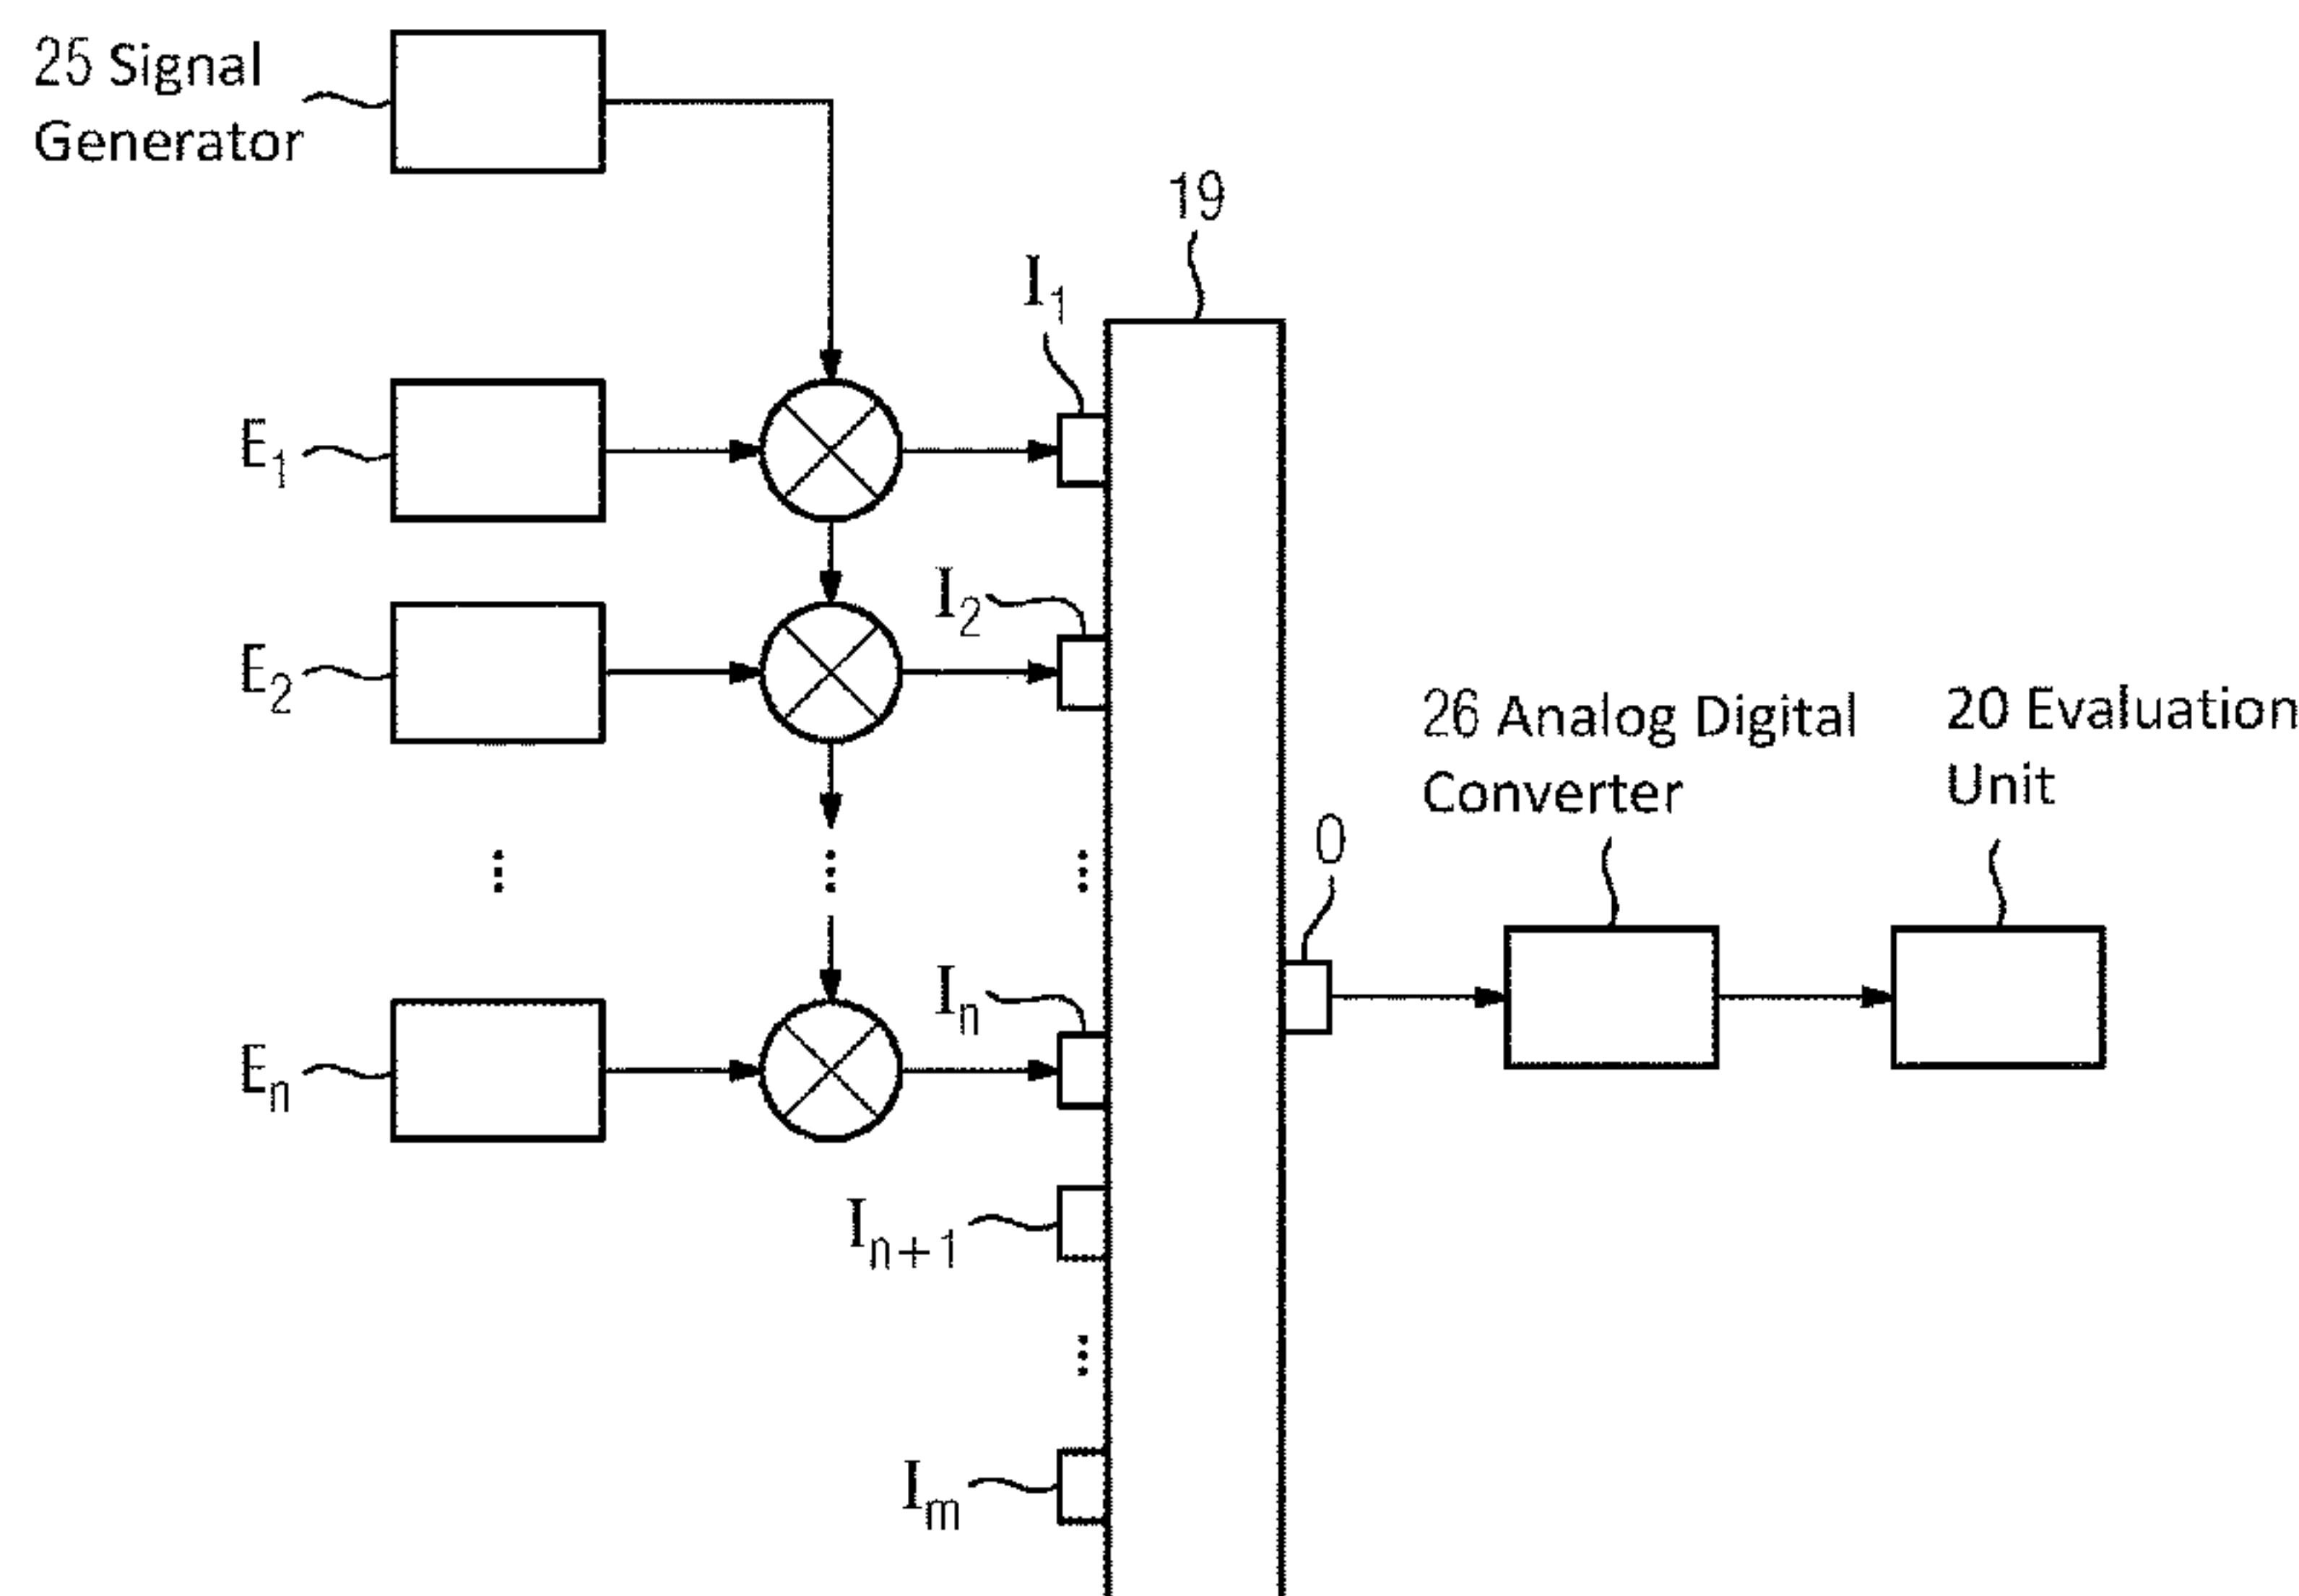 25 Signal
Generator
19
I1
E1
I2
E2
26 Analog Digital
Converter
20 Evaluation
Unit
0
In
En
In+1
Im